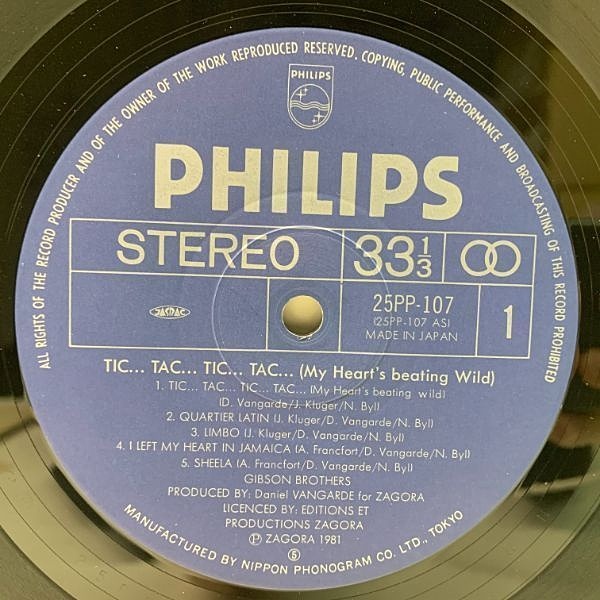 ALL RIGHTS OF THE RECORD PRODUCER AND OF THE OWNER OF THE WORK REPRODUCED RESERVED. COPYING, PUBLIC PERFORMANCE AND BROADCASTING OF THIS RECORD PROHIBITED
PHILIPS
PHILIPS
STEREO 33 1/3
JASRAC
25PP-107
(25PP-107 AS)
MADE IN JAPAN
1
TIC... TAC... TIC... TAC... (My Heart's beating Wild)
1. TIC... TAC... TIC... TAC... (My Heart's beating wild)
(D. Vangarde/J. Kluger/N. Byl)
2. QUARTIER LATIN (J. Kluger/D. Vangarde/N. Byl)
3. LIMBO (J. Kluger/D. Vangarde/N. Byl)
4. I LEFT MY HEART IN JAMAICA (A. Francfort/D. Vangarde/N. Byl)
5. SHEELA (A. Francfort/D. Vangarde/N. Byl)
GIBSON BROTHERS
PRODUCED BY: Daniel VANGARDE for ZAGORA
LICENCED BY: EDITIONS ET
PRODUCTIONS ZAGORA
Ⓟ ZAGORA 1981
⑤
MANUFACTURED BY NIPPON PHONOGRAM CO. LTD., TOKYO